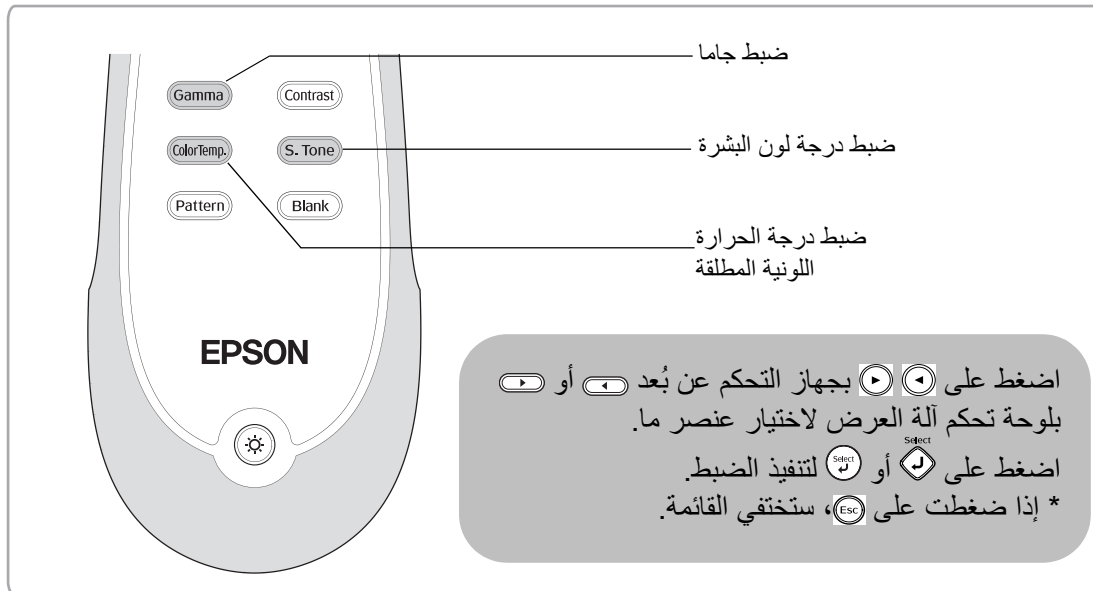 ضبط جاما
Gamma
Contrast
ضبط درجة لون البشرة
ColorTemp.
S. Tone
Pattern
Blank
ضبط درجة الحرارة
اللونية المطلقة
EPSON
اضغط على بجهاز التحكم عن بُعد أو
بلوحة تحكم آلة العرض لاختيار عنصر ما.
Select
اضغط على أو Select لتنفيذ الضبط.
* إذا ضغطت على Esc، ستختفي القائمة.